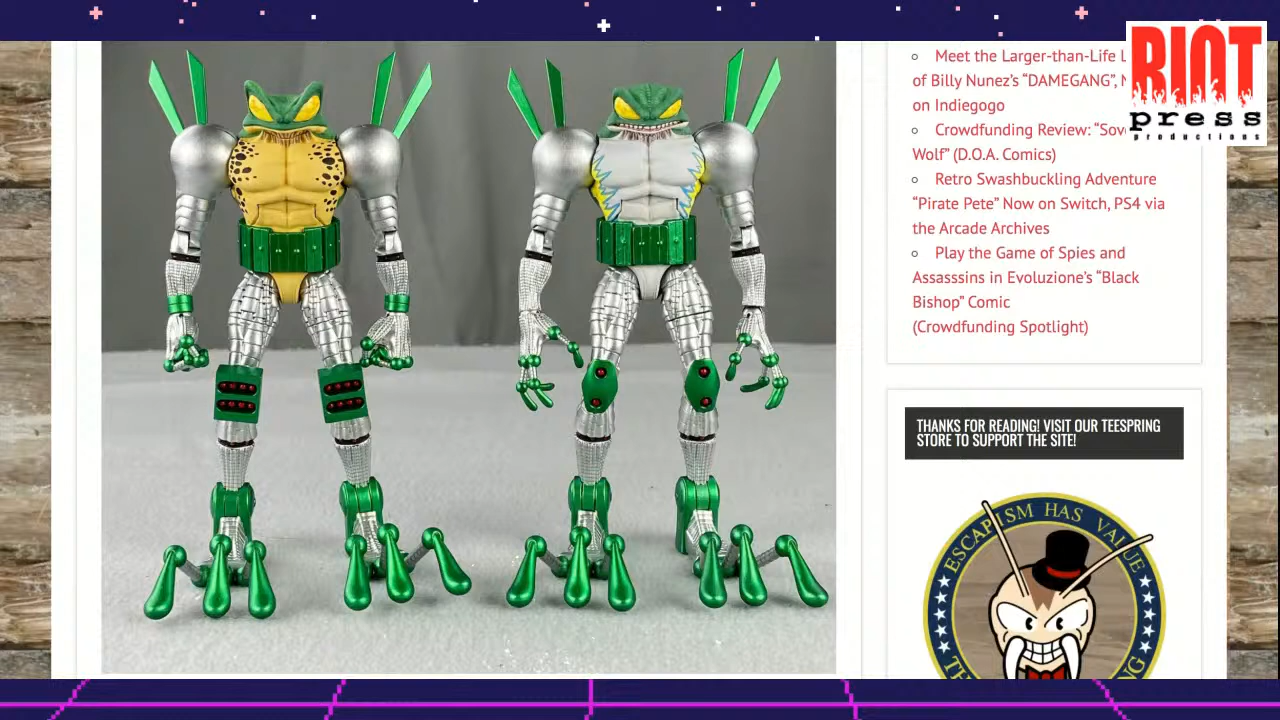 Meet the Larger-than-Life
of Billy Nunez's “DAMEGANG”,
on Indiegogo
Crowdfunding Review: “Sov
Wolf” (D.O.A. Comics)
Retro Swashbuckling Adventure
“Pirate Pete” Now on Switch, PS4 via
the Arcade Archives
Play the Game of Spies and
Assasssins in Evoluzione's “Black
Bishop” Comic
(Crowdfunding Spotlight)
RIOT
press
productions
THANKS FOR READING! VISIT OUR TEESPRING
STORE TO SUPPORT THE SITE!
ESCAPISM HAS VALUE